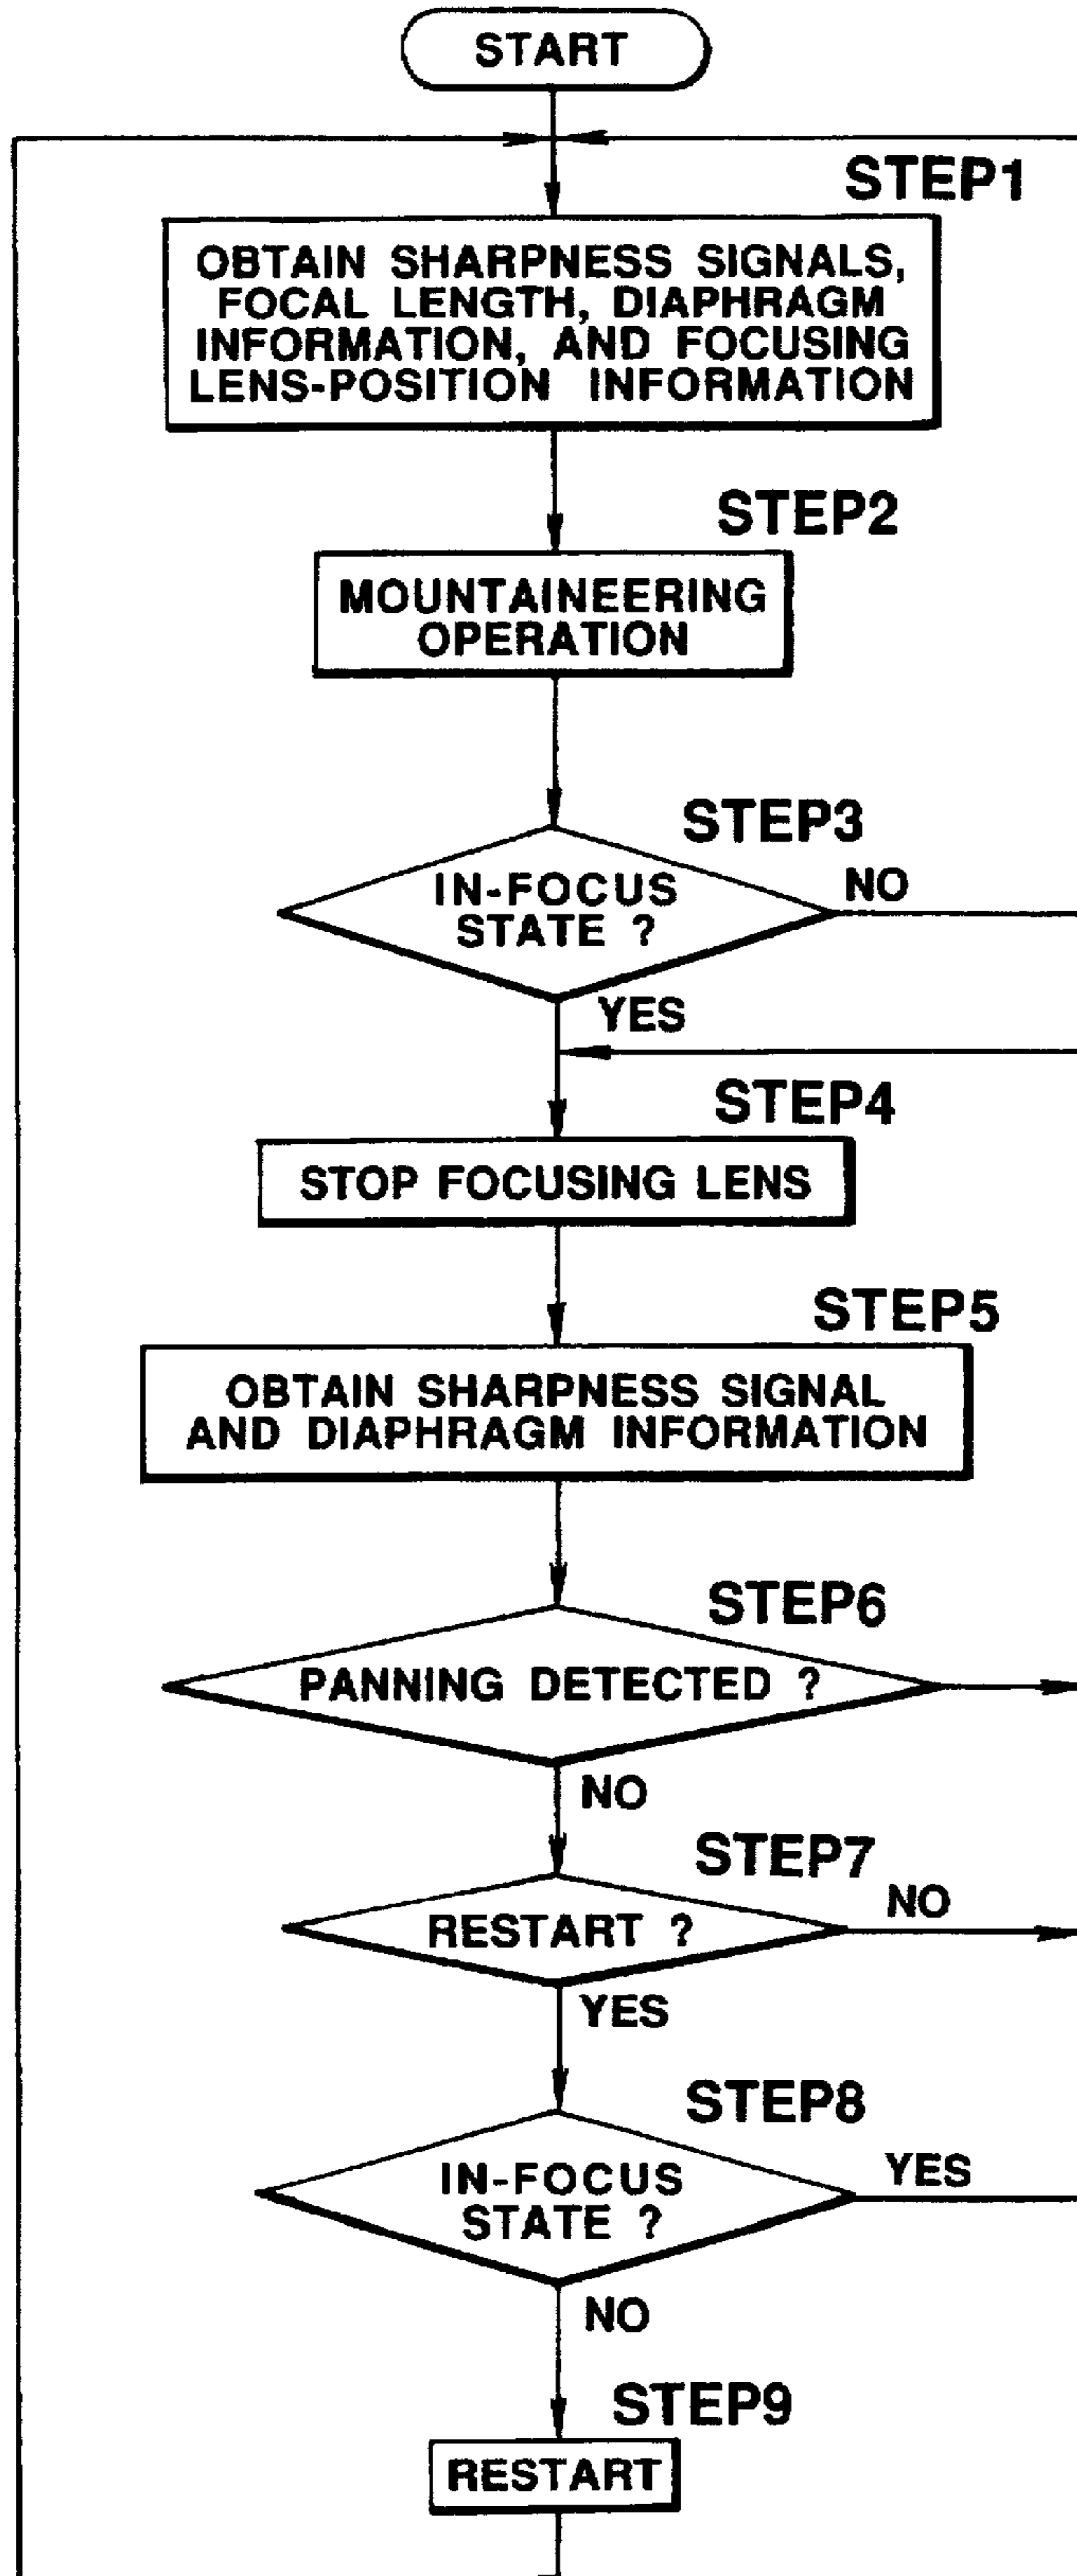 START
STEP1
OBTAIN SHARPNESS SIGNALS,
FOCAL LENGTH, DIAPHRAGM
INFORMATION, AND FOCUSING
LENS-POSITION INFORMATION
STEP2
MOUNTAINEERING
OPERATION
STEP3
IN-FOCUS
STATE ?
NO
YES
STEP4
STOP FOCUSING LENS
STEP5
OBTAIN SHARPNESS SIGNAL
AND DIAPHRAGM INFORMATION
STEP6
PANNING DETECTED ?
NO
STEP7
RESTART ?
NO
YES
STEP8
IN-FOCUS
STATE ?
YES
NO
STEP9
RESTART